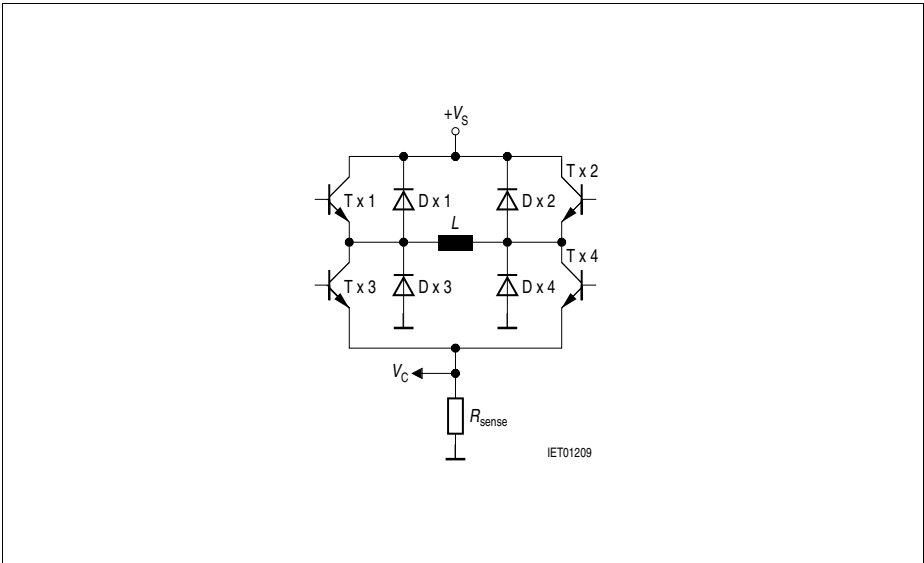 +VS
T x 1
D x 1
D x 2
T x 2
L
T x 3
D x 3
D x 4
T x 4
VC
Rsense
IET01209